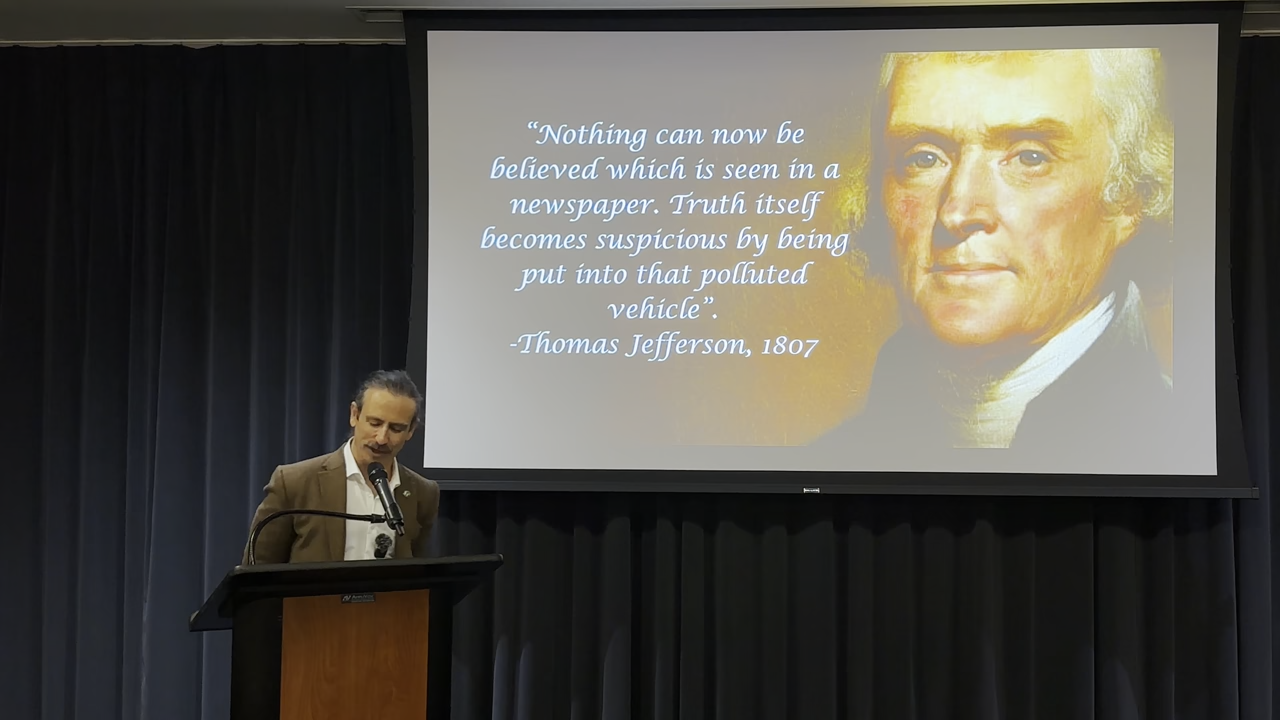 “Nothing can now be
believed which is seen in a
newspaper. Truth itself
becomes suspicious by being
put into that polluted
vehicle”.
-Thomas Jefferson, 1807